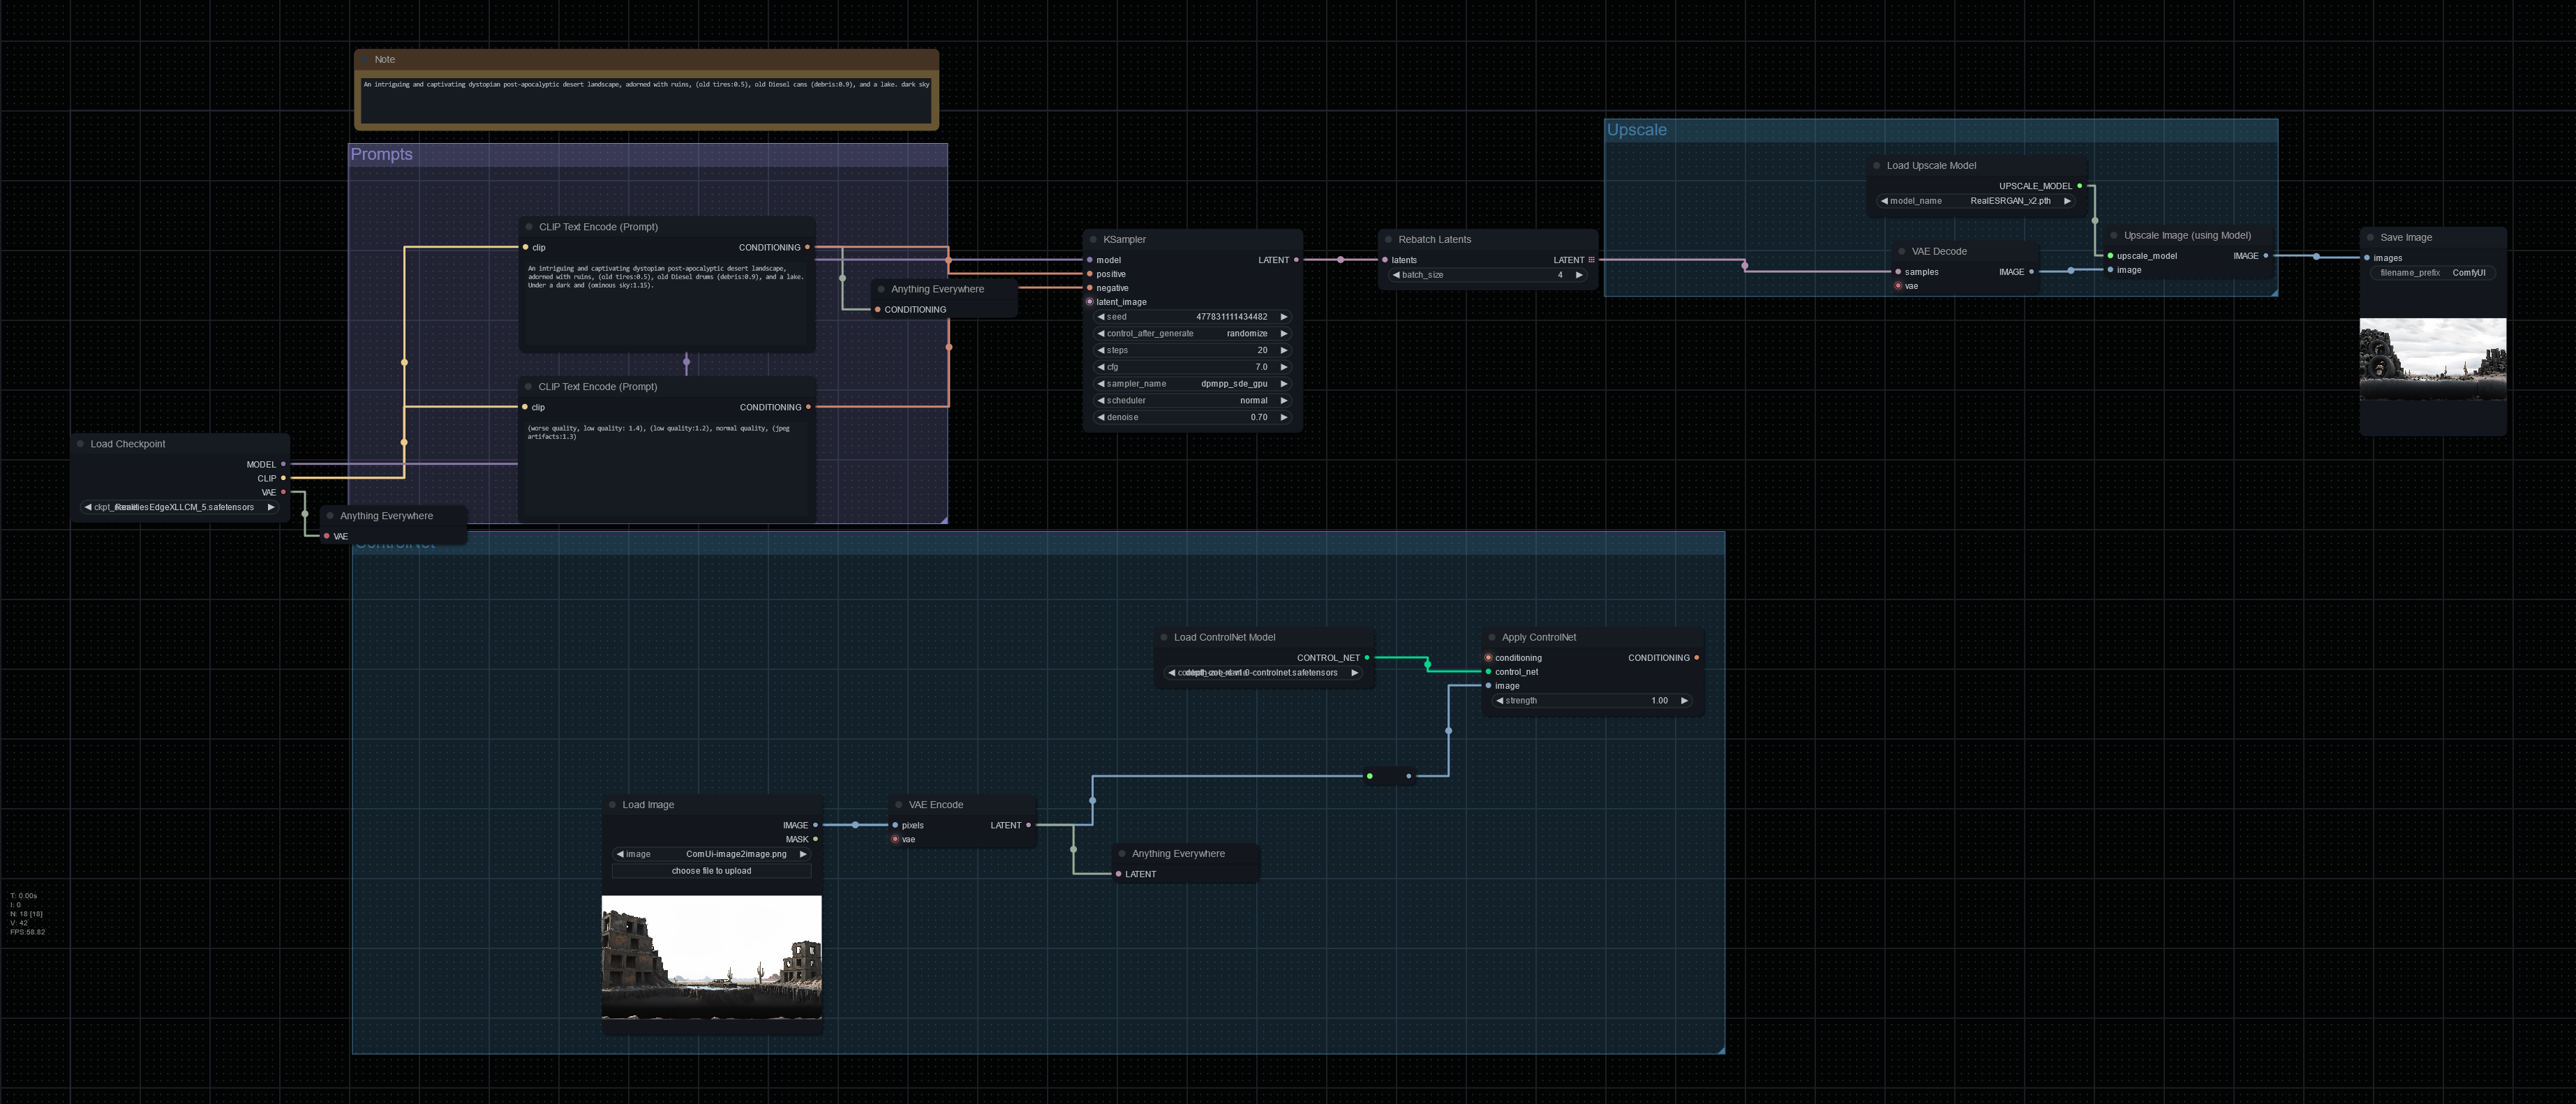 Note
An intriguing and captivating dystopian post-apocalyptic desert landscape, adorned with ruins, (old tires:0.5), old Diesel cans (debris:0.9), and a lake. dark sky
Prompts
CLIP Text Encode (Prompt)
clip CONDITIONING
An intriguing and captivating dystopian post-apocalyptic desert landscape,
adorned with ruins, (old tires:0.5), old Diesel drums (debris:0.9), and a lake.
Under a dark and (ominous sky:1.15).
Anything Everywhere
CONDITIONING
CLIP Text Encode (Prompt)
clip CONDITIONING
(worse quality, low quality: 1.4), (low quality:1.2), normal quality, (jpeg
artifacts:1.3)
Load Checkpoint
MODEL
CLIP
VAE
EdgeXLLCM_5.safetensors
Anything Everywhere
VAE
KSampler
model LATENT
positive
negative
latent_image
seed 477831111434482
control_after_generate randomize
steps 20
cfg 7.0
sampler_name dpmpp_sde_gpu
scheduler normal
denoise 0.70
Rebatch Latents
latents LATENT
batch_size 4
Upscale
Load Upscale Model
UPSCALE_MODEL
model_name RealESRGAN_x2.pth
VAE Decode
samples IMAGE
vae
Upscale Image (using Model)
upscale_model IMAGE
image
Save Image
images
filename_prefix ComfyUI
ControlNet
Load ControlNet Model
CONTROL_NET
0-controlnet.safetensors
Apply ControlNet
conditioning CONDITIONING
control_net
image
strength 1.00
Load Image
IMAGE
MASK
image ComUi-image2image.png
choose file to upload
VAE Encode
pixels LATENT
vae
Anything Everywhere
LATENT
T: 0.00s
I: 0
N: 18 [18]
V: 42
FPS:58.82